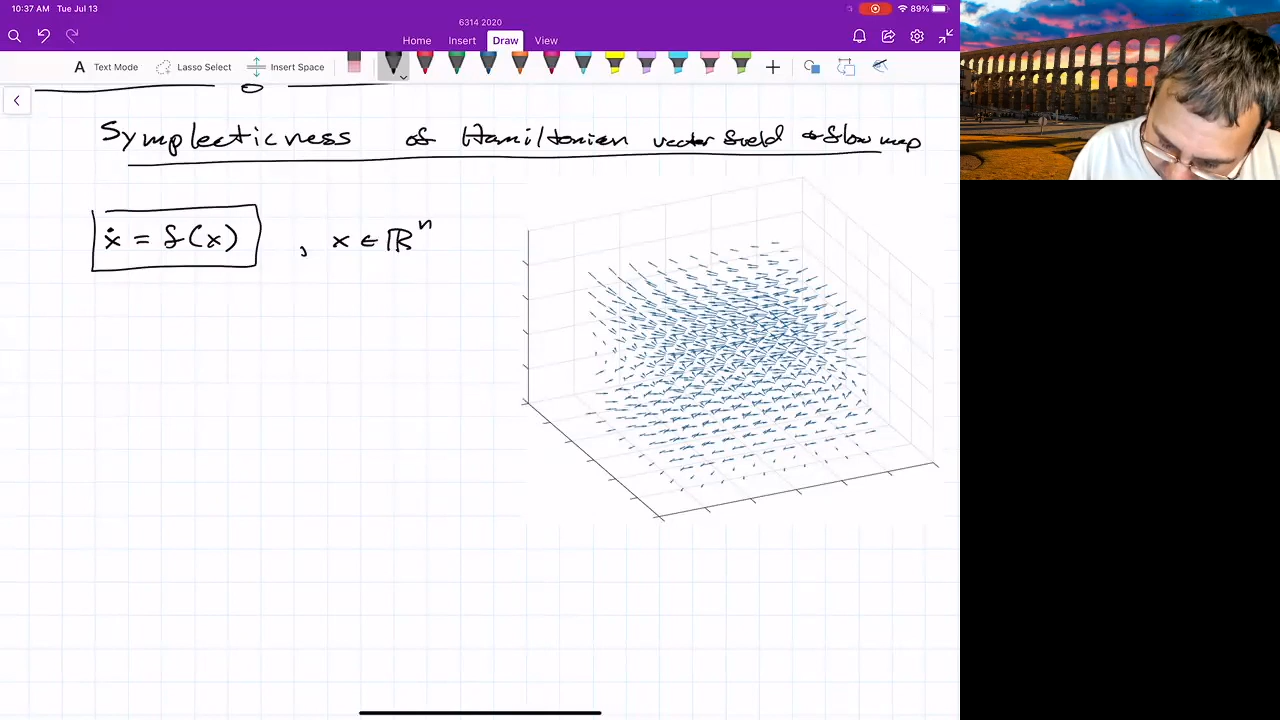 10:37 AM Tue Jul 13
89%
6314 2020
Home Insert Draw View
A Text Mode Lasso Select Insert Space
Symplecticness of Hamiltonian vector field & flow map
ẋ = f(x) , x ∈ ℝⁿ